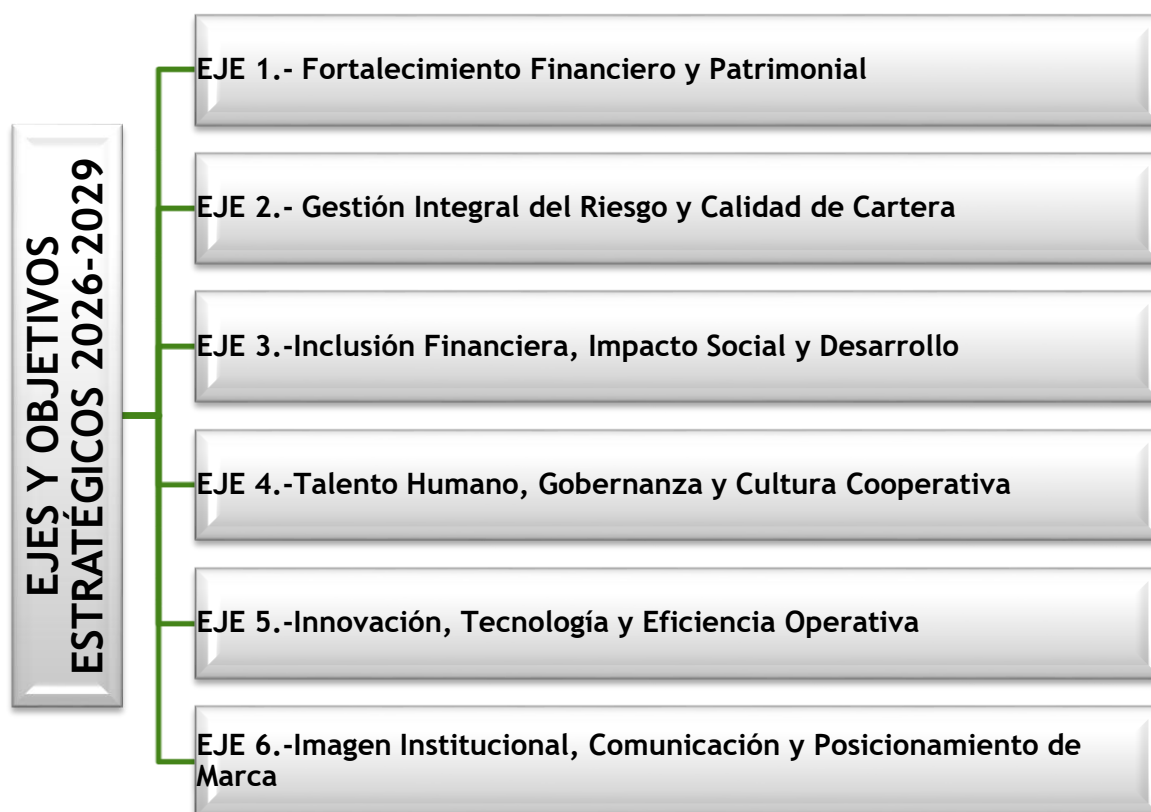 EJES Y OBJETIVOS
ESTRATÉGICOS 2026-2029
EJE 1.- Fortalecimiento Financiero y Patrimonial
EJE 2.- Gestión Integral del Riesgo y Calidad de Cartera
EJE 3.-Inclusión Financiera, Impacto Social y Desarrollo
EJE 4.-Talento Humano, Gobernanza y Cultura Cooperativa
EJE 5.-Innovación, Tecnología y Eficiencia Operativa
EJE 6.-Imagen Institucional, Comunicación y Posicionamiento de
Marca